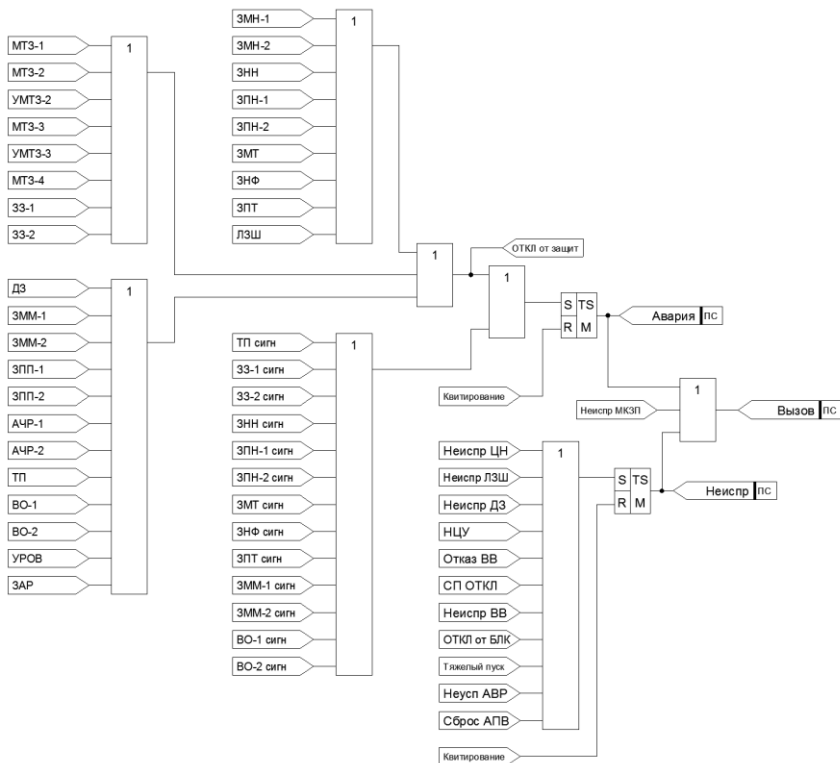 МТЗ-1
МТЗ-2
УМТЗ-2
МТЗ-3
УМТЗ-3
МТЗ-4
ЗЗ-1
ЗЗ-2
1
ЗМН-1
ЗМН-2
ЗНН
ЗПН-1
ЗПН-2
ЗМТ
ЗНФ
ЗПТ
ЛЗШ
1
ДЗ
ЗММ-1
ЗММ-2
ЗПП-1
ЗПП-2
АЧР-1
АЧР-2
ТП
ВО-1
ВО-2
УРОВ
ЗАР
1
1
ОТКЛ от защит
1
ТП сигн
ЗЗ-1 сигн
ЗЗ-2 сигн
ЗНН сигн
ЗПН-1 сигн
ЗПН-2 сигн
ЗМТ сигн
ЗНФ сигн
ЗПТ сигн
ЗММ-1 сигн
ЗММ-2 сигн
ВО-1 сигн
ВО-2 сигн
1
S TS
R M
Квитирование
Авария ПС
Неиспр МКЗП
1
Вызов ПС
Неиспр ЦН
Неиспр ЛЗШ
Неиспр ДЗ
НЦУ
Отказ ВВ
СП ОТКЛ
Неиспр ВВ
ОТКЛ от БЛК
Тяжелый пуск
Неусп АВР
Сброс АПВ
1
S TS
R M
Неиспр ПС
Квитирование